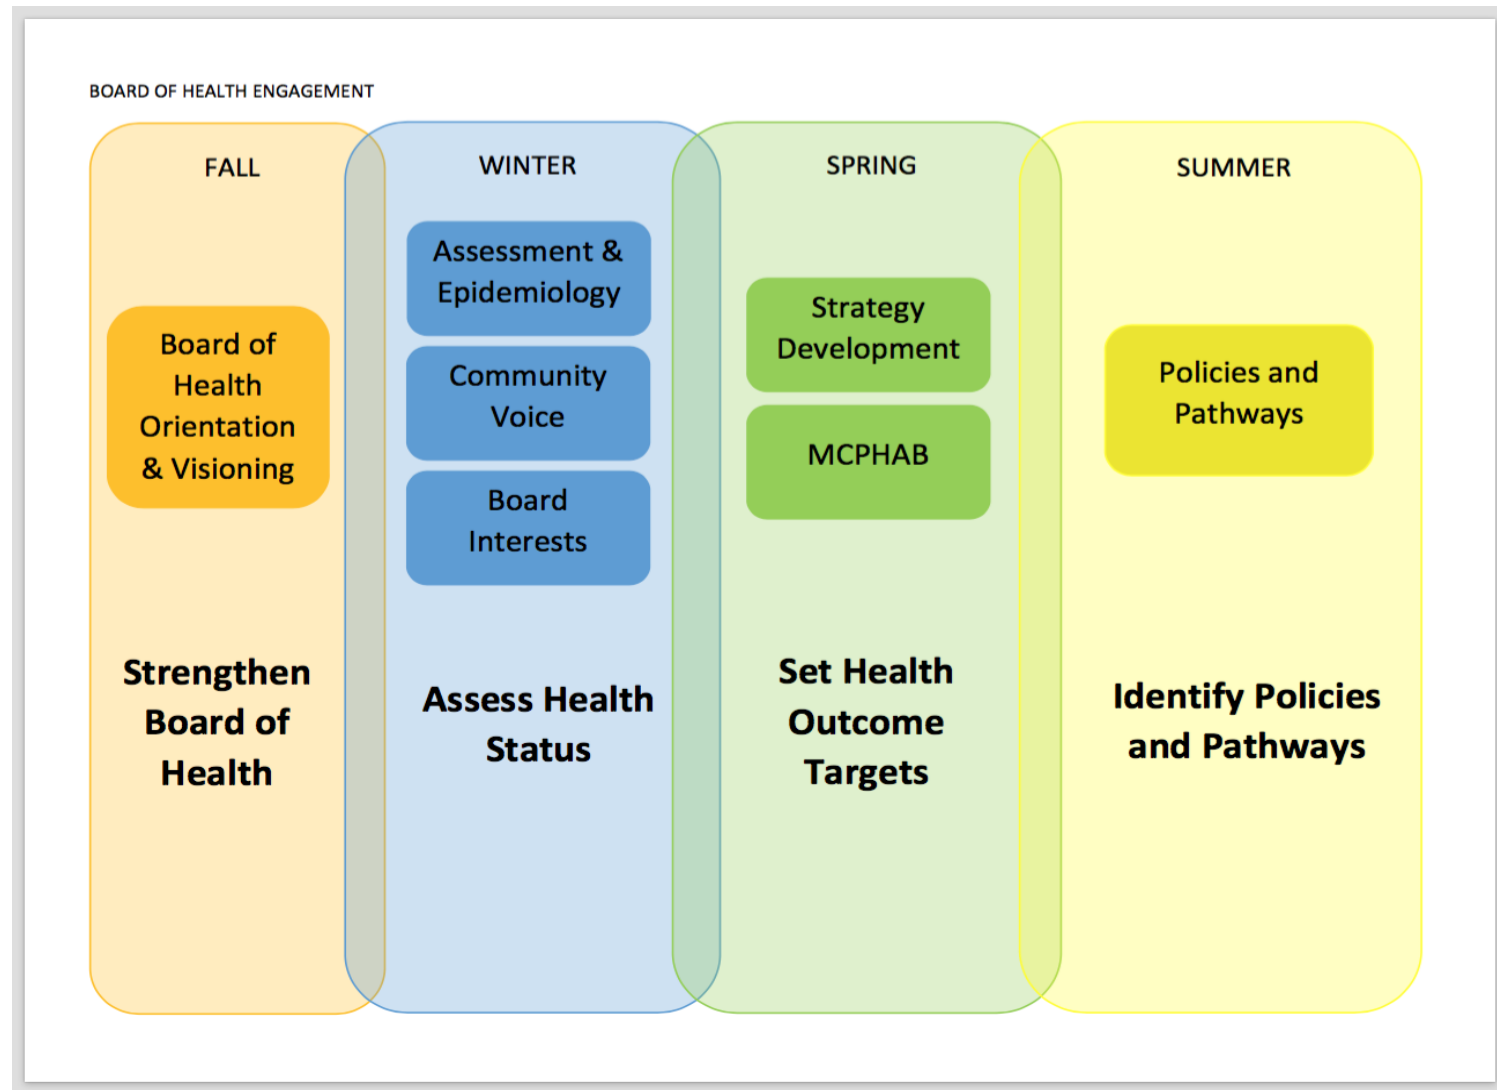 BOARD OF HEALTH ENGAGEMENT
FALL
Board of
Health
Orientation
& Visioning
Strengthen
Board of
Health
WINTER
Assessment &
Epidemiology
Community
Voice
Board
Interests
Assess Health
Status
SPRING
Strategy
Development
MCPHAB
Set Health
Outcome
Targets
SUMMER
Policies and
Pathways
Identify Policies
and Pathways